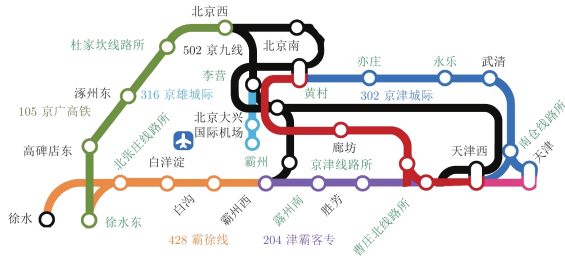 北京西
杜家坎线路所
502 京九线
北京南
李营
亦庄
永乐
武清
涿州东
316 京雄城际
黄村
302 京津城际
105 京广高铁
北京大兴
国际机场
南仓线路所
高碑店东
北张庄线路所
白洋淀
霸州
廊坊
京津线路所
天津西
天津
徐水
徐水东
白沟
霸州西
露州南
胜芳
曹庄北线路所
428 霸徐线
204 津霸客专